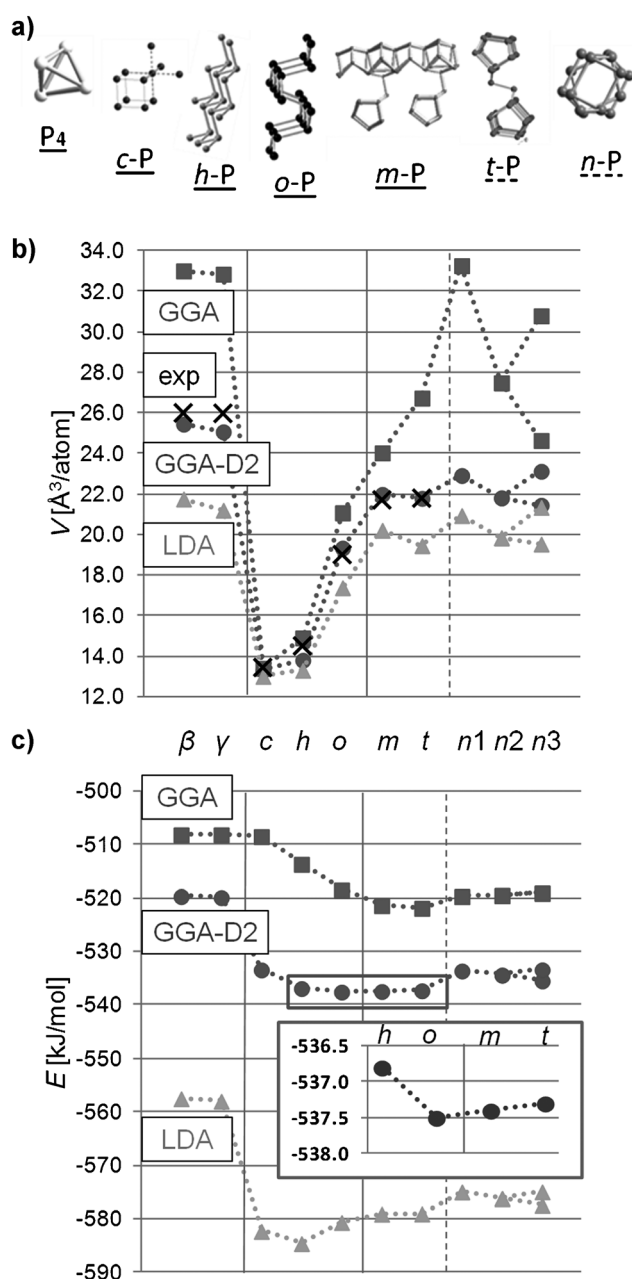 a)
P4
c-P
h-P
o-P
m-P
t-P
n-P
b)
34.0
32.0
30.0
28.0
26.0
24.0
22.0
20.0
18.0
16.0
14.0
12.0
V [Å3/atom]
GGA
exp
GGA-D2
LDA
c)
β γ c h o m t n1 n2 n3
-500
-510
-520
-530
-540
-550
-560
-570
-580
-590
E [kJ/mol]
GGA
GGA-D2
LDA
h o m t
-536.5
-537.0
-537.5
-538.0